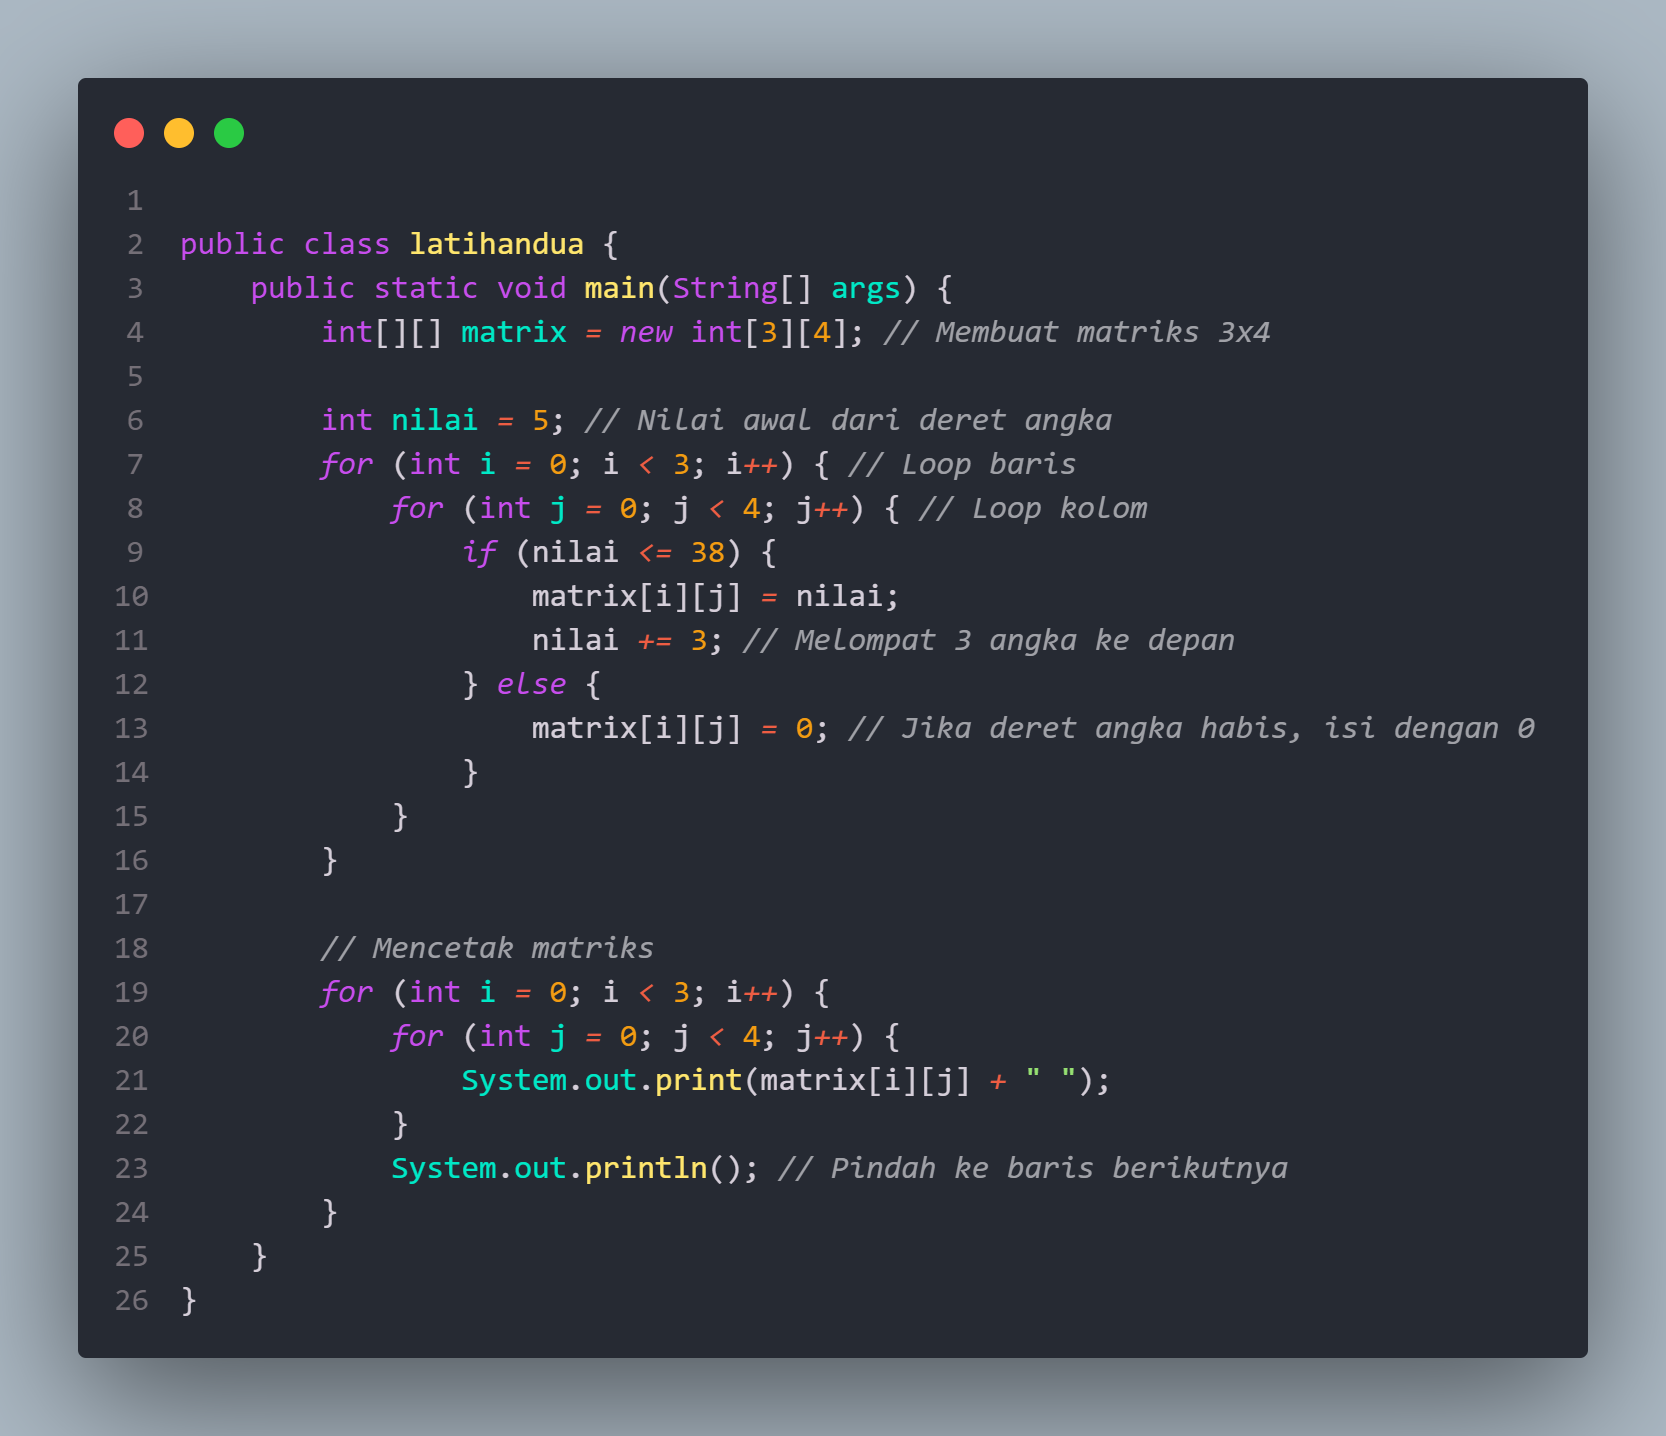 1
2 public class latihandua {
3     public static void main(String[] args) {
4         int[][] matrix = new int[3][4]; // Membuat matriks 3x4
5
6         int nilai = 5; // Nilai awal dari deret angka
7         for (int i = 0; i < 3; i++) { // Loop baris
8             for (int j = 0; j < 4; j++) { // Loop kolom
9                 if (nilai <= 38) {
10                     matrix[i][j] = nilai;
11                     nilai += 3; // Melompat 3 angka ke depan
12                 } else {
13                     matrix[i][j] = 0; // Jika deret angka habis, isi dengan 0
14                 }
15             }
16         }
17
18         // Mencetak matriks
19         for (int i = 0; i < 3; i++) {
20             for (int j = 0; j < 4; j++) {
21                 System.out.print(matrix[i][j] + " ");
22             }
23             System.out.println(); // Pindah ke baris berikutnya
24         }
25     }
26 }